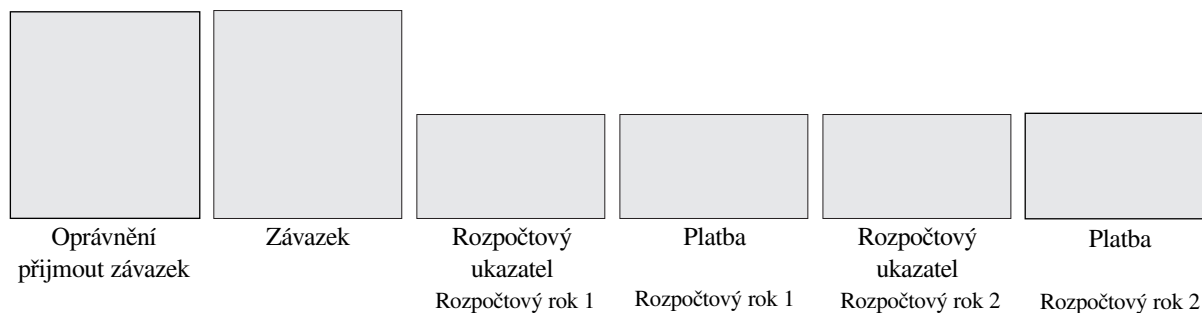 Oprávnění
přijmout závazek
Závazek
Rozpočtový
ukazatel
Rozpočtový rok 1
Platba
Rozpočtový rok 1
Rozpočtový
ukazatel
Rozpočtový rok 2
Platba
Rozpočtový rok 2